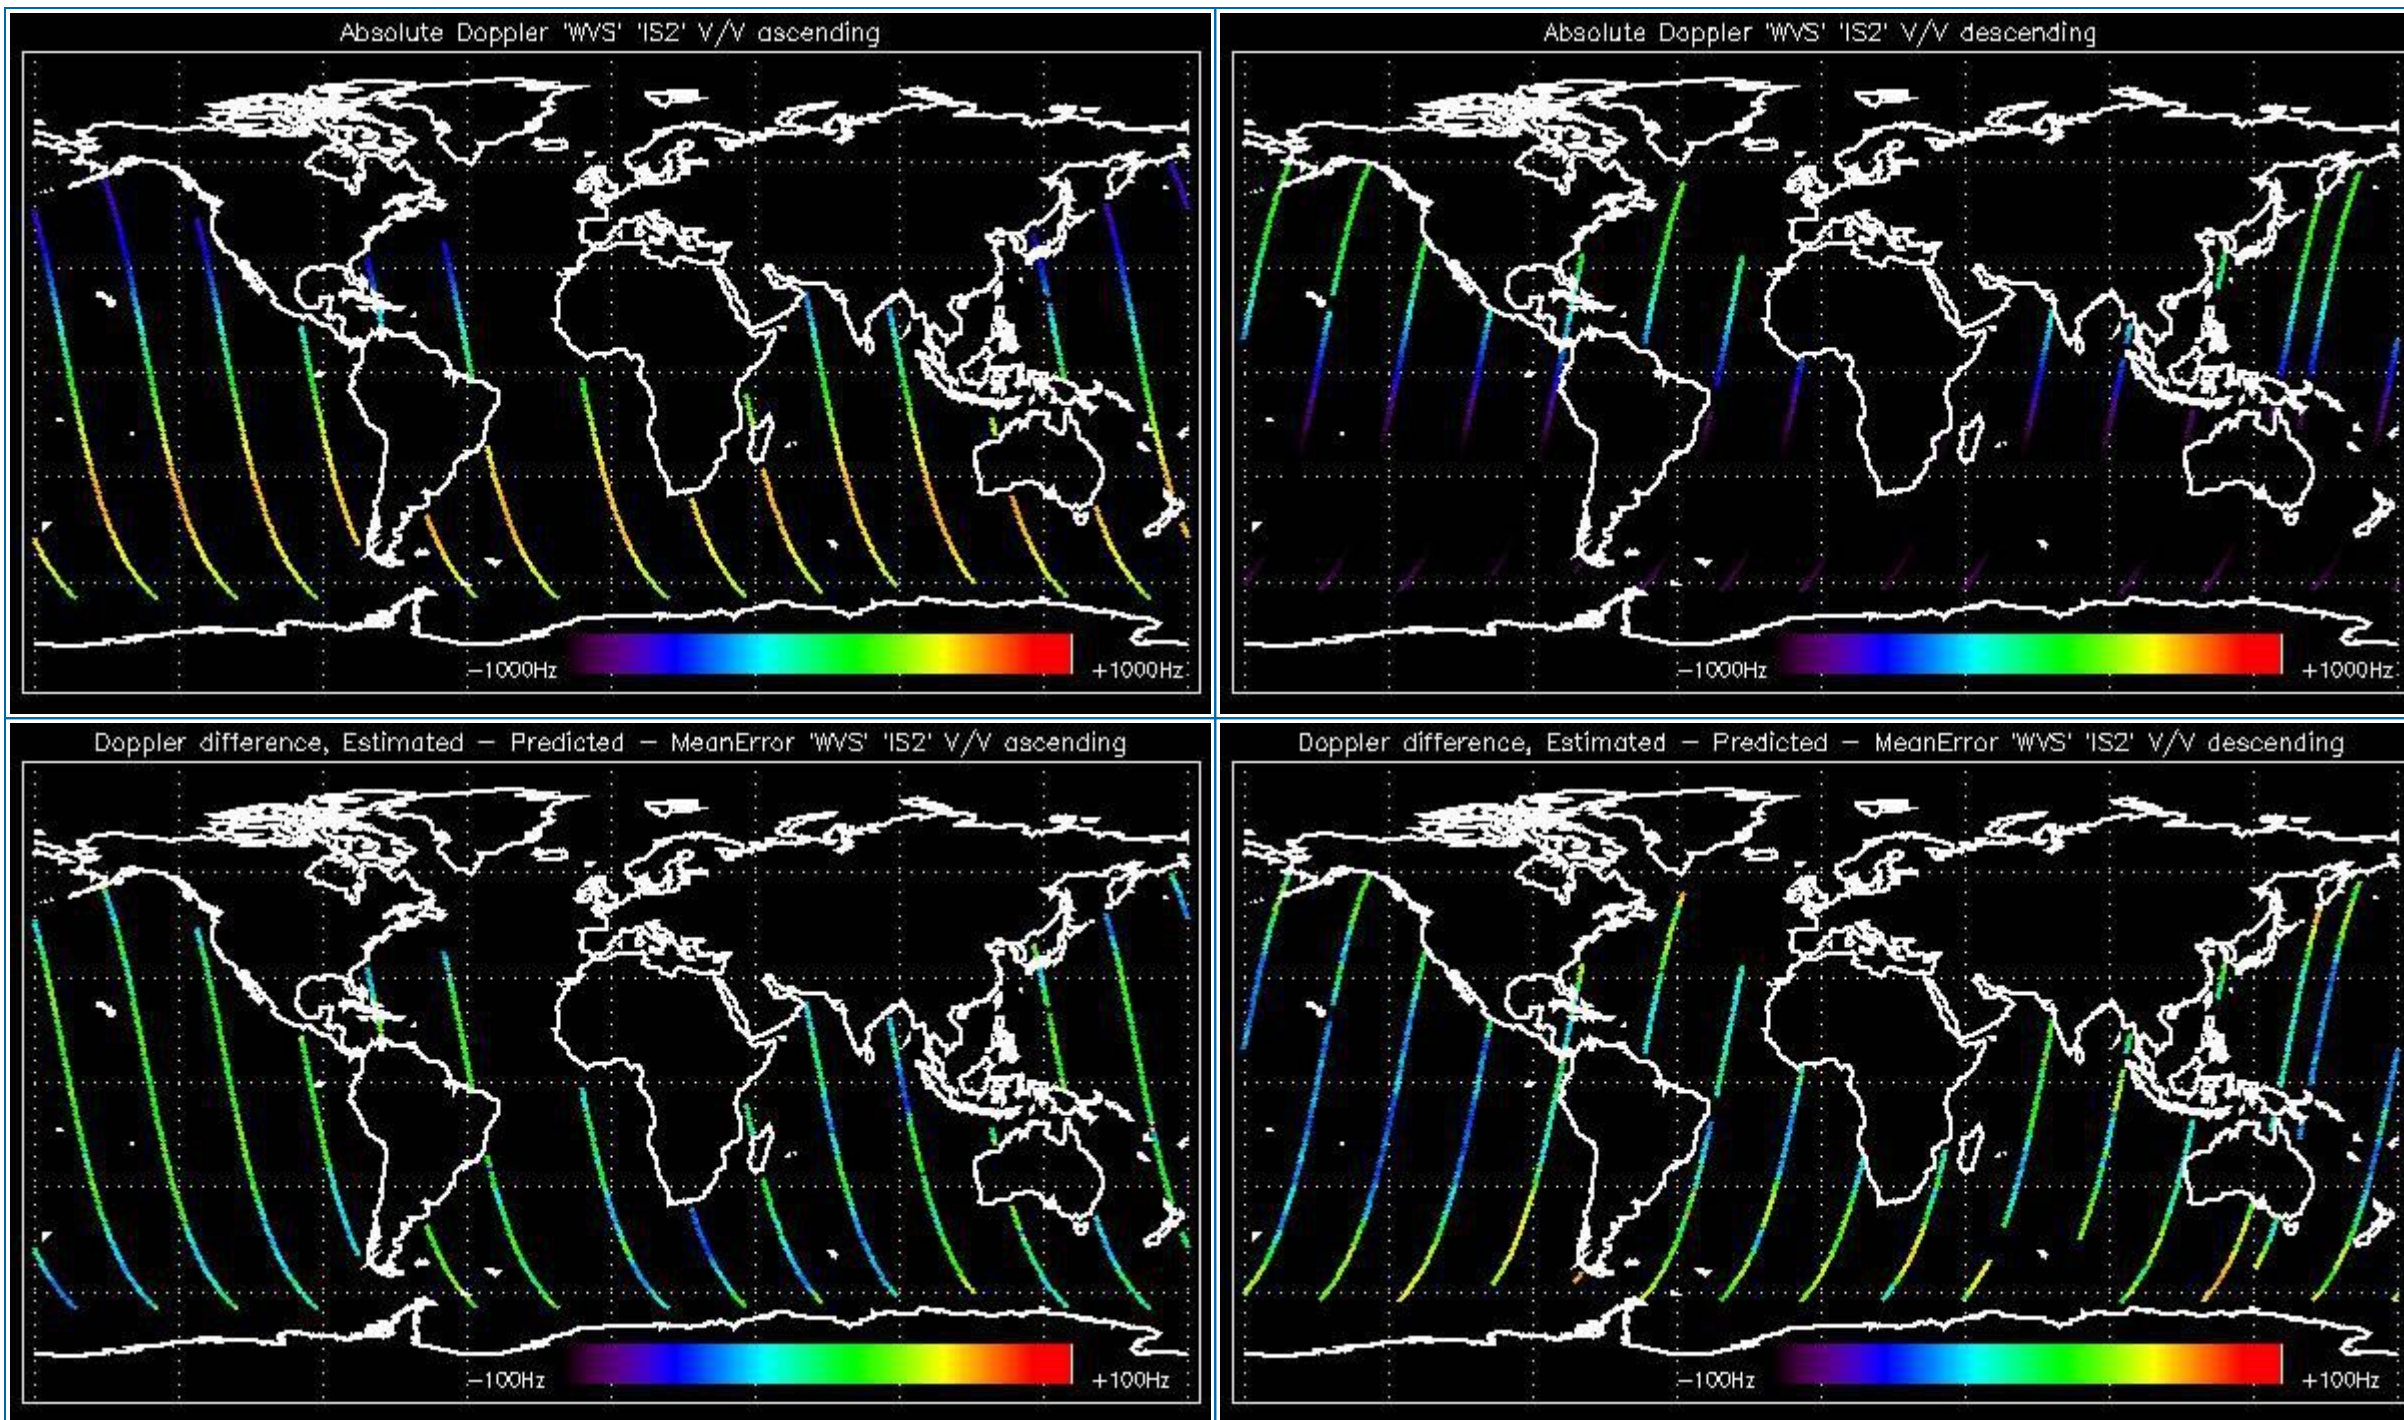 Absolute Doppler 'WVS' 'IS2' V/V ascending
-1000Hz
+1000Hz
Absolute Doppler 'WVS' 'IS2' V/V descending
-1000Hz
+1000Hz
Doppler difference, Estimated - Predicted - MeanError 'WVS' 'IS2' V/V ascending
-100Hz
+100Hz
Doppler difference, Estimated - Predicted - MeanError 'WVS' 'IS2' V/V descending
-100Hz
+100Hz